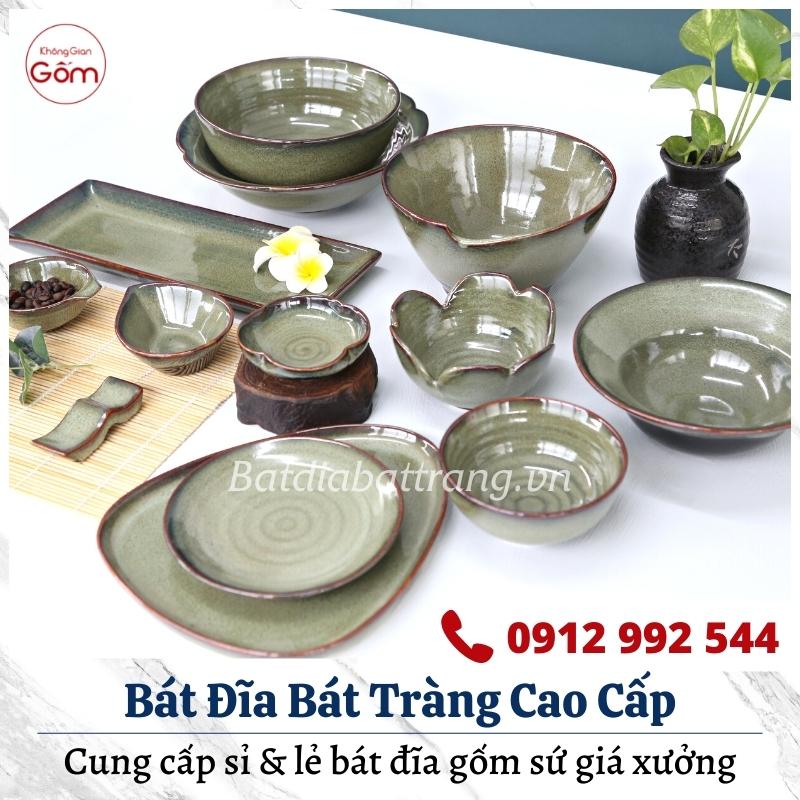 Không Gian
Gốm
Batdiabattrang.vn
0912 992 544
Bát Đĩa Bát Tràng Cao Cấp
Cung cấp sỉ & lẻ bát đĩa gốm sứ giá xưởng